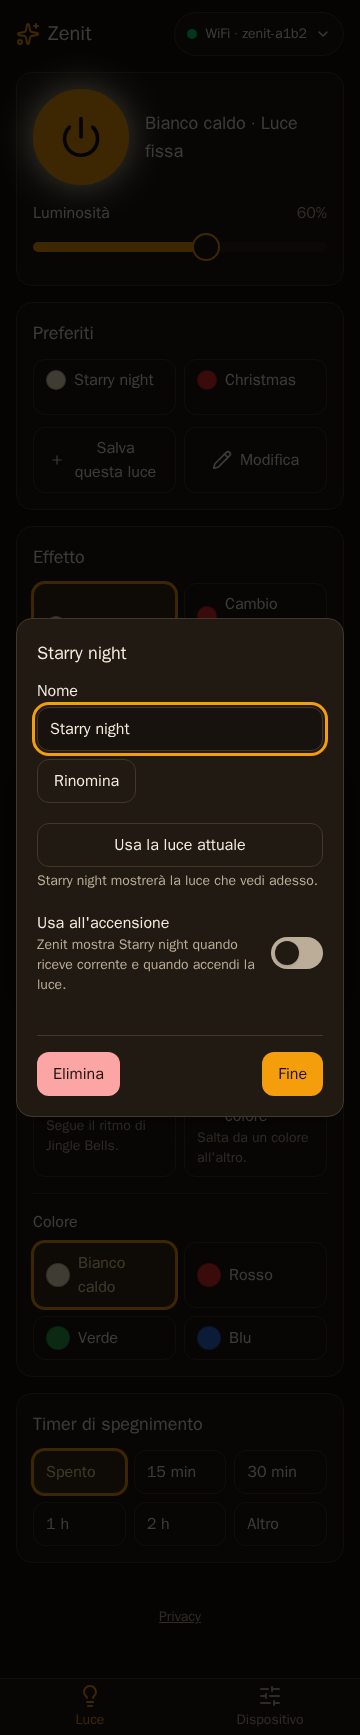 Zenit
WiFi · zenit-a1b2
Bianco caldo · Luce
fissa
Luminosità
60%
Preferiti
Starry night
Christmas
Salva
questa luce
Modifica
Effetto
Cambio
Starry night
Nome
Starry night
Rinomina
Usa la luce attuale
Starry night mostrerà la luce che vedi adesso.
Usa all'accensione
Zenit mostra Starry night quando
riceve corrente e quando accendi la
luce.
Elimina
Fine
Segue il ritmo di
Jingle Bells.
colore
Salta da un colore
all'altro.
Colore
Bianco
caldo
Rosso
Verde
Blu
Timer di spegnimento
Spento
15 min
30 min
1 h
2 h
Altro
Privacy
Luce
Dispositivo